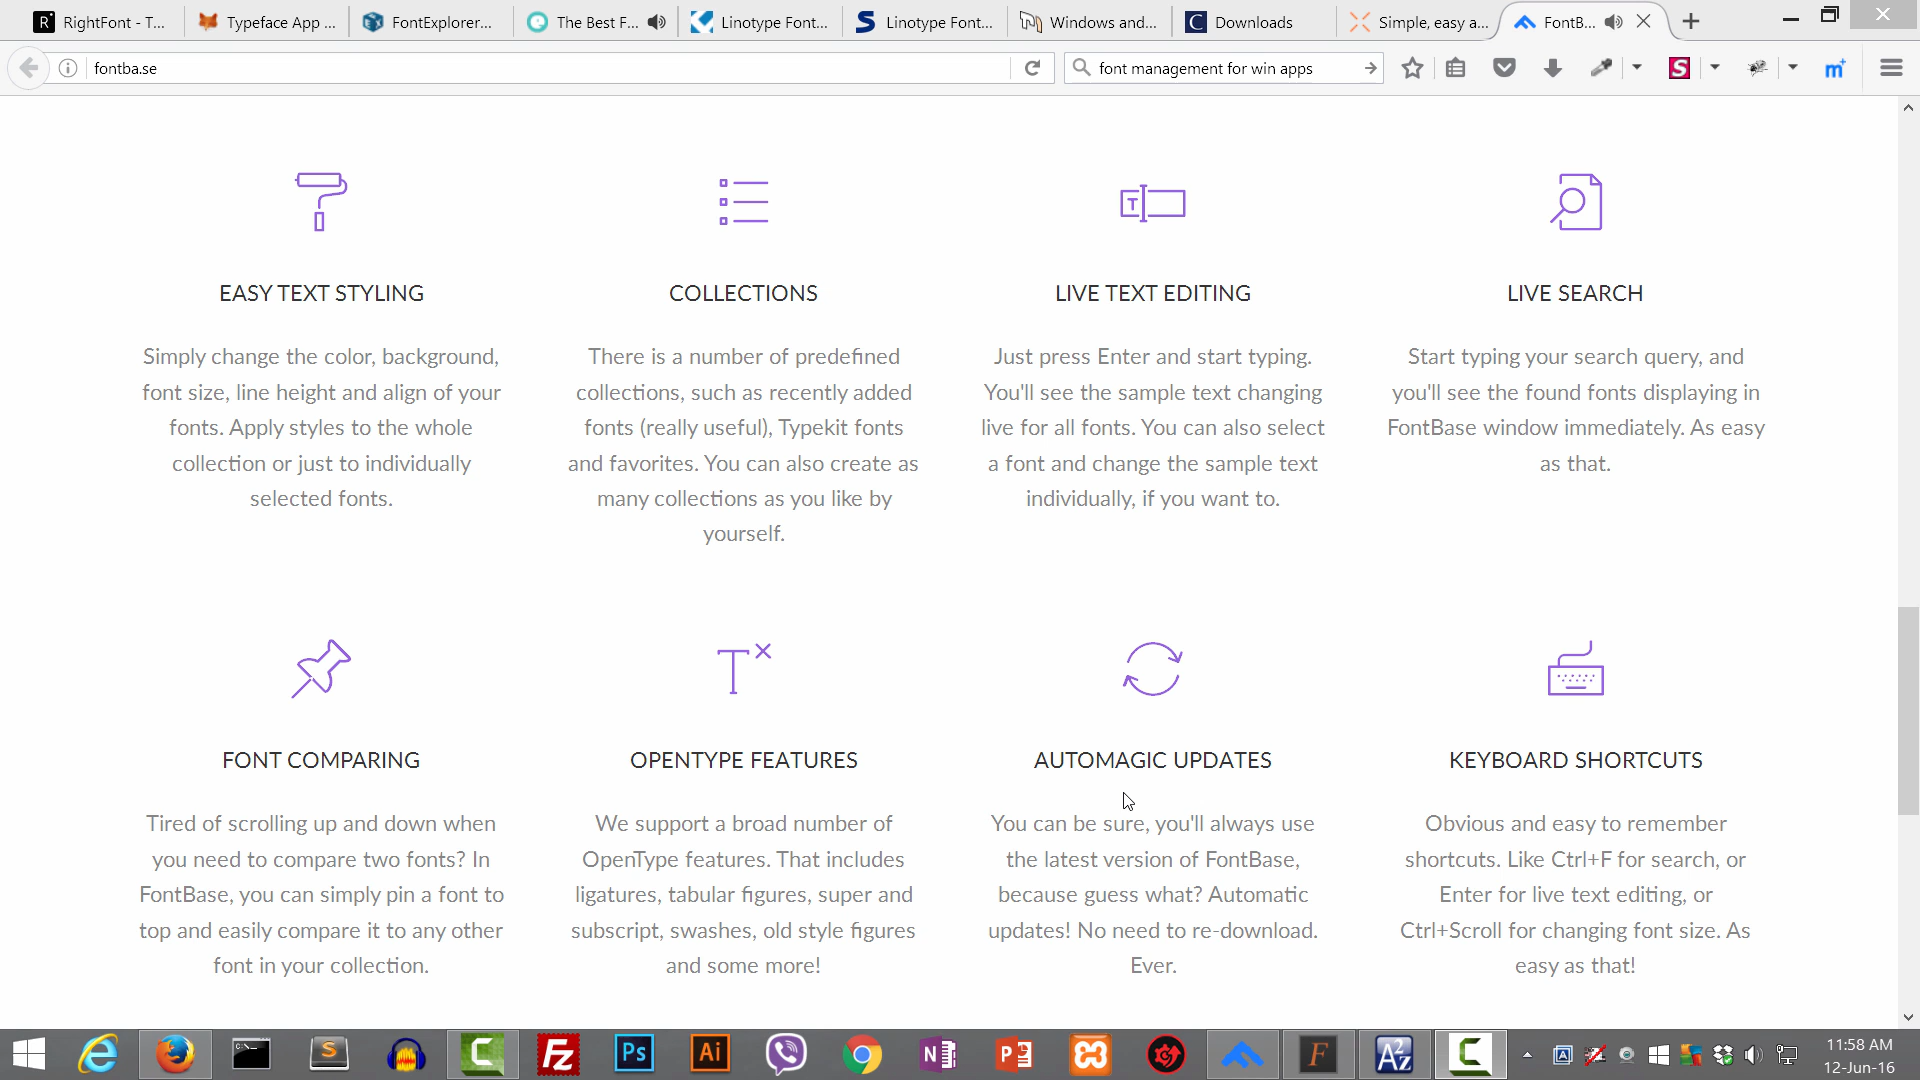 RightFont - T...
Typeface App ...
FontExplorer...
The Best F...
Linotype Font...
Linotype Font...
Windows and...
Downloads
Simple, easy a...
FontB...
fontba.se
font management for win apps
EASY TEXT STYLING
Simply change the color, background,
font size, line height and align of your
fonts. Apply styles to the whole
collection or just to individually
selected fonts.
COLLECTIONS
There is a number of predefined
collections, such as recently added
fonts (really useful), Typekit fonts
and favorites. You can also create as
many collections as you like by
yourself.
LIVE TEXT EDITING
Just press Enter and start typing.
You'll see the sample text changing
live for all fonts. You can also select
a font and change the sample text
individually, if you want to.
LIVE SEARCH
Start typing your search query, and
you'll see the found fonts displaying in
FontBase window immediately. As easy
as that.
FONT COMPARING
Tired of scrolling up and down when
you need to compare two fonts? In
FontBase, you can simply pin a font to
top and easily compare it to any other
font in your collection.
OPENTYPE FEATURES
We support a broad number of
OpenType features. That includes
ligatures, tabular figures, super and
subscript, swashes, old style figures
and some more!
AUTOMAGIC UPDATES
You can be sure, you'll always use
the latest version of FontBase,
because guess what? Automatic
updates! No need to re-download.
Ever.
KEYBOARD SHORTCUTS
Obvious and easy to remember
shortcuts. Like Ctrl+F for search, or
Enter for live text editing, or
Ctrl+Scroll for changing font size. As
easy as that!
11:58 AM
12-Jun-16